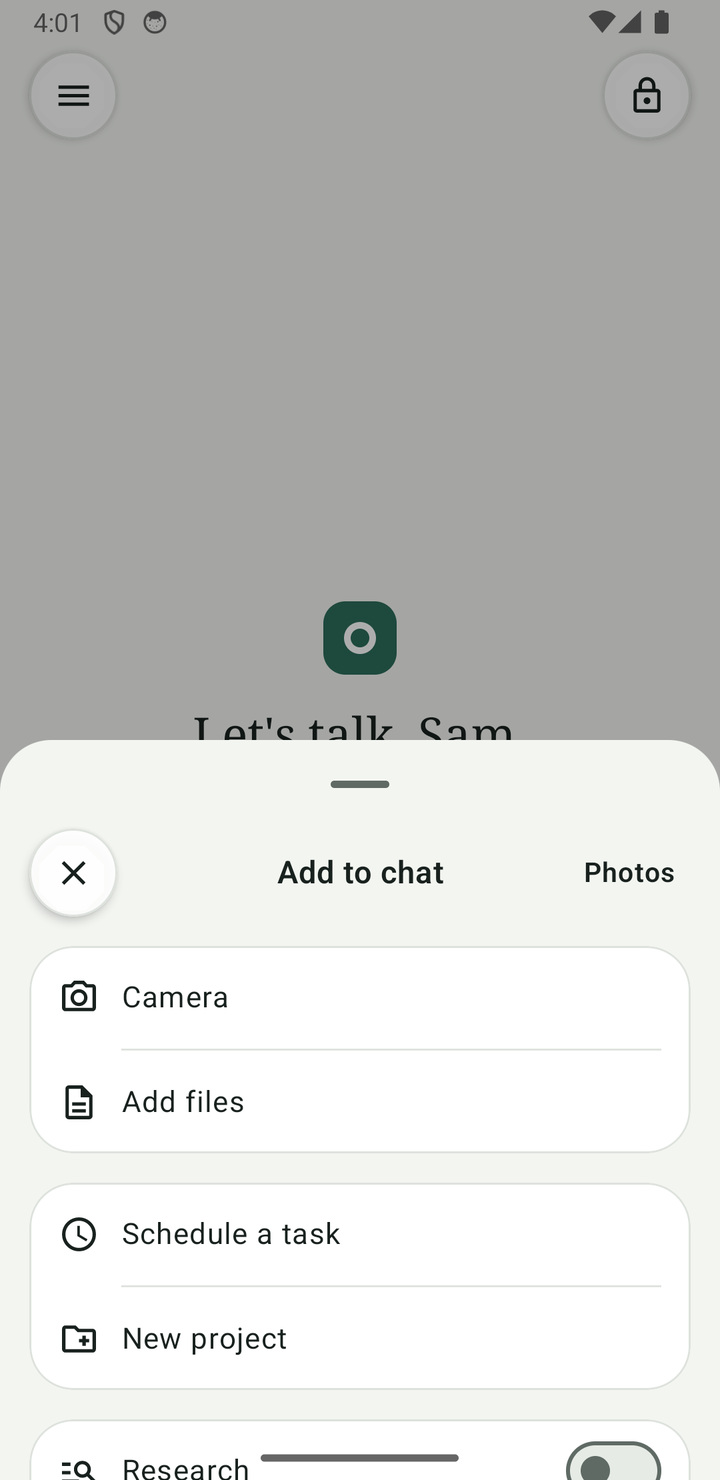 4:01
Let's talk, Sam
Add to chat
Photos
Camera
Add files
Schedule a task
New project
Research